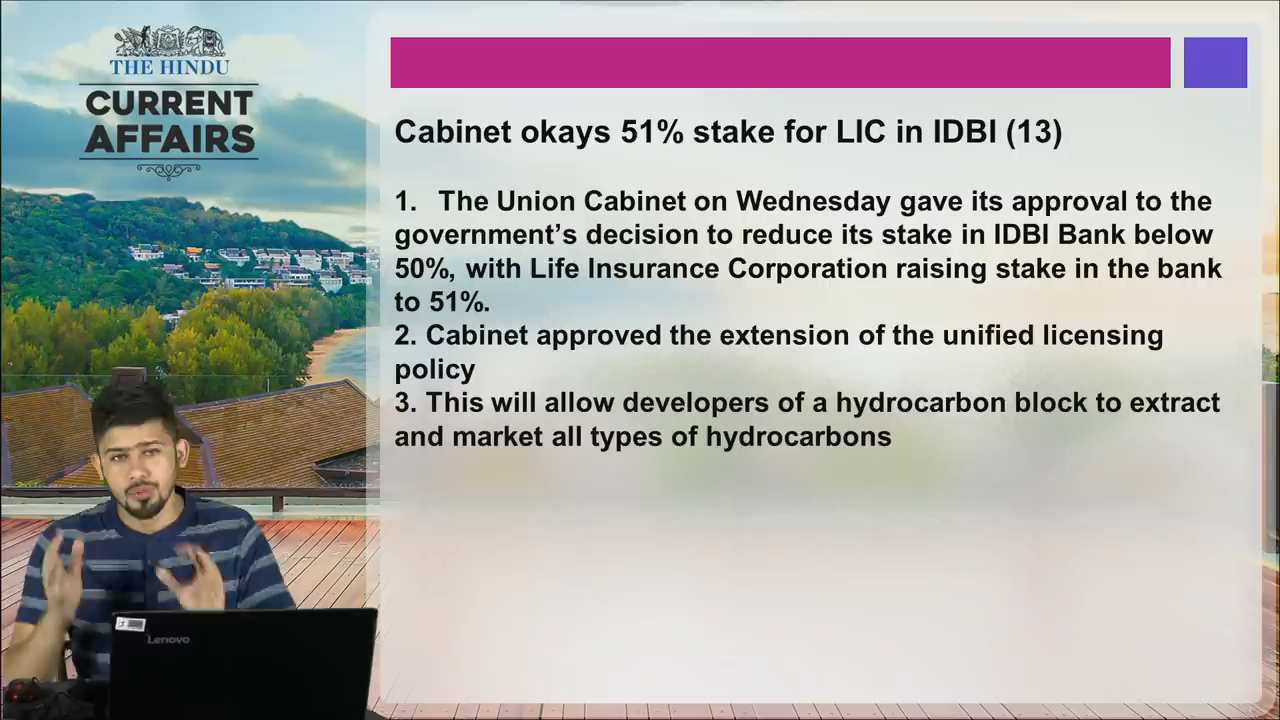 THE HINDU
CURRENT
AFFAIRS
Cabinet okays 51% stake for LIC in IDBI (13)
1. The Union Cabinet on Wednesday gave its approval to the
government’s decision to reduce its stake in IDBI Bank below
50%, with Life Insurance Corporation raising stake in the bank
to 51%.
2. Cabinet approved the extension of the unified licensing
policy
3. This will allow developers of a hydrocarbon block to extract
and market all types of hydrocarbons
Lenovo